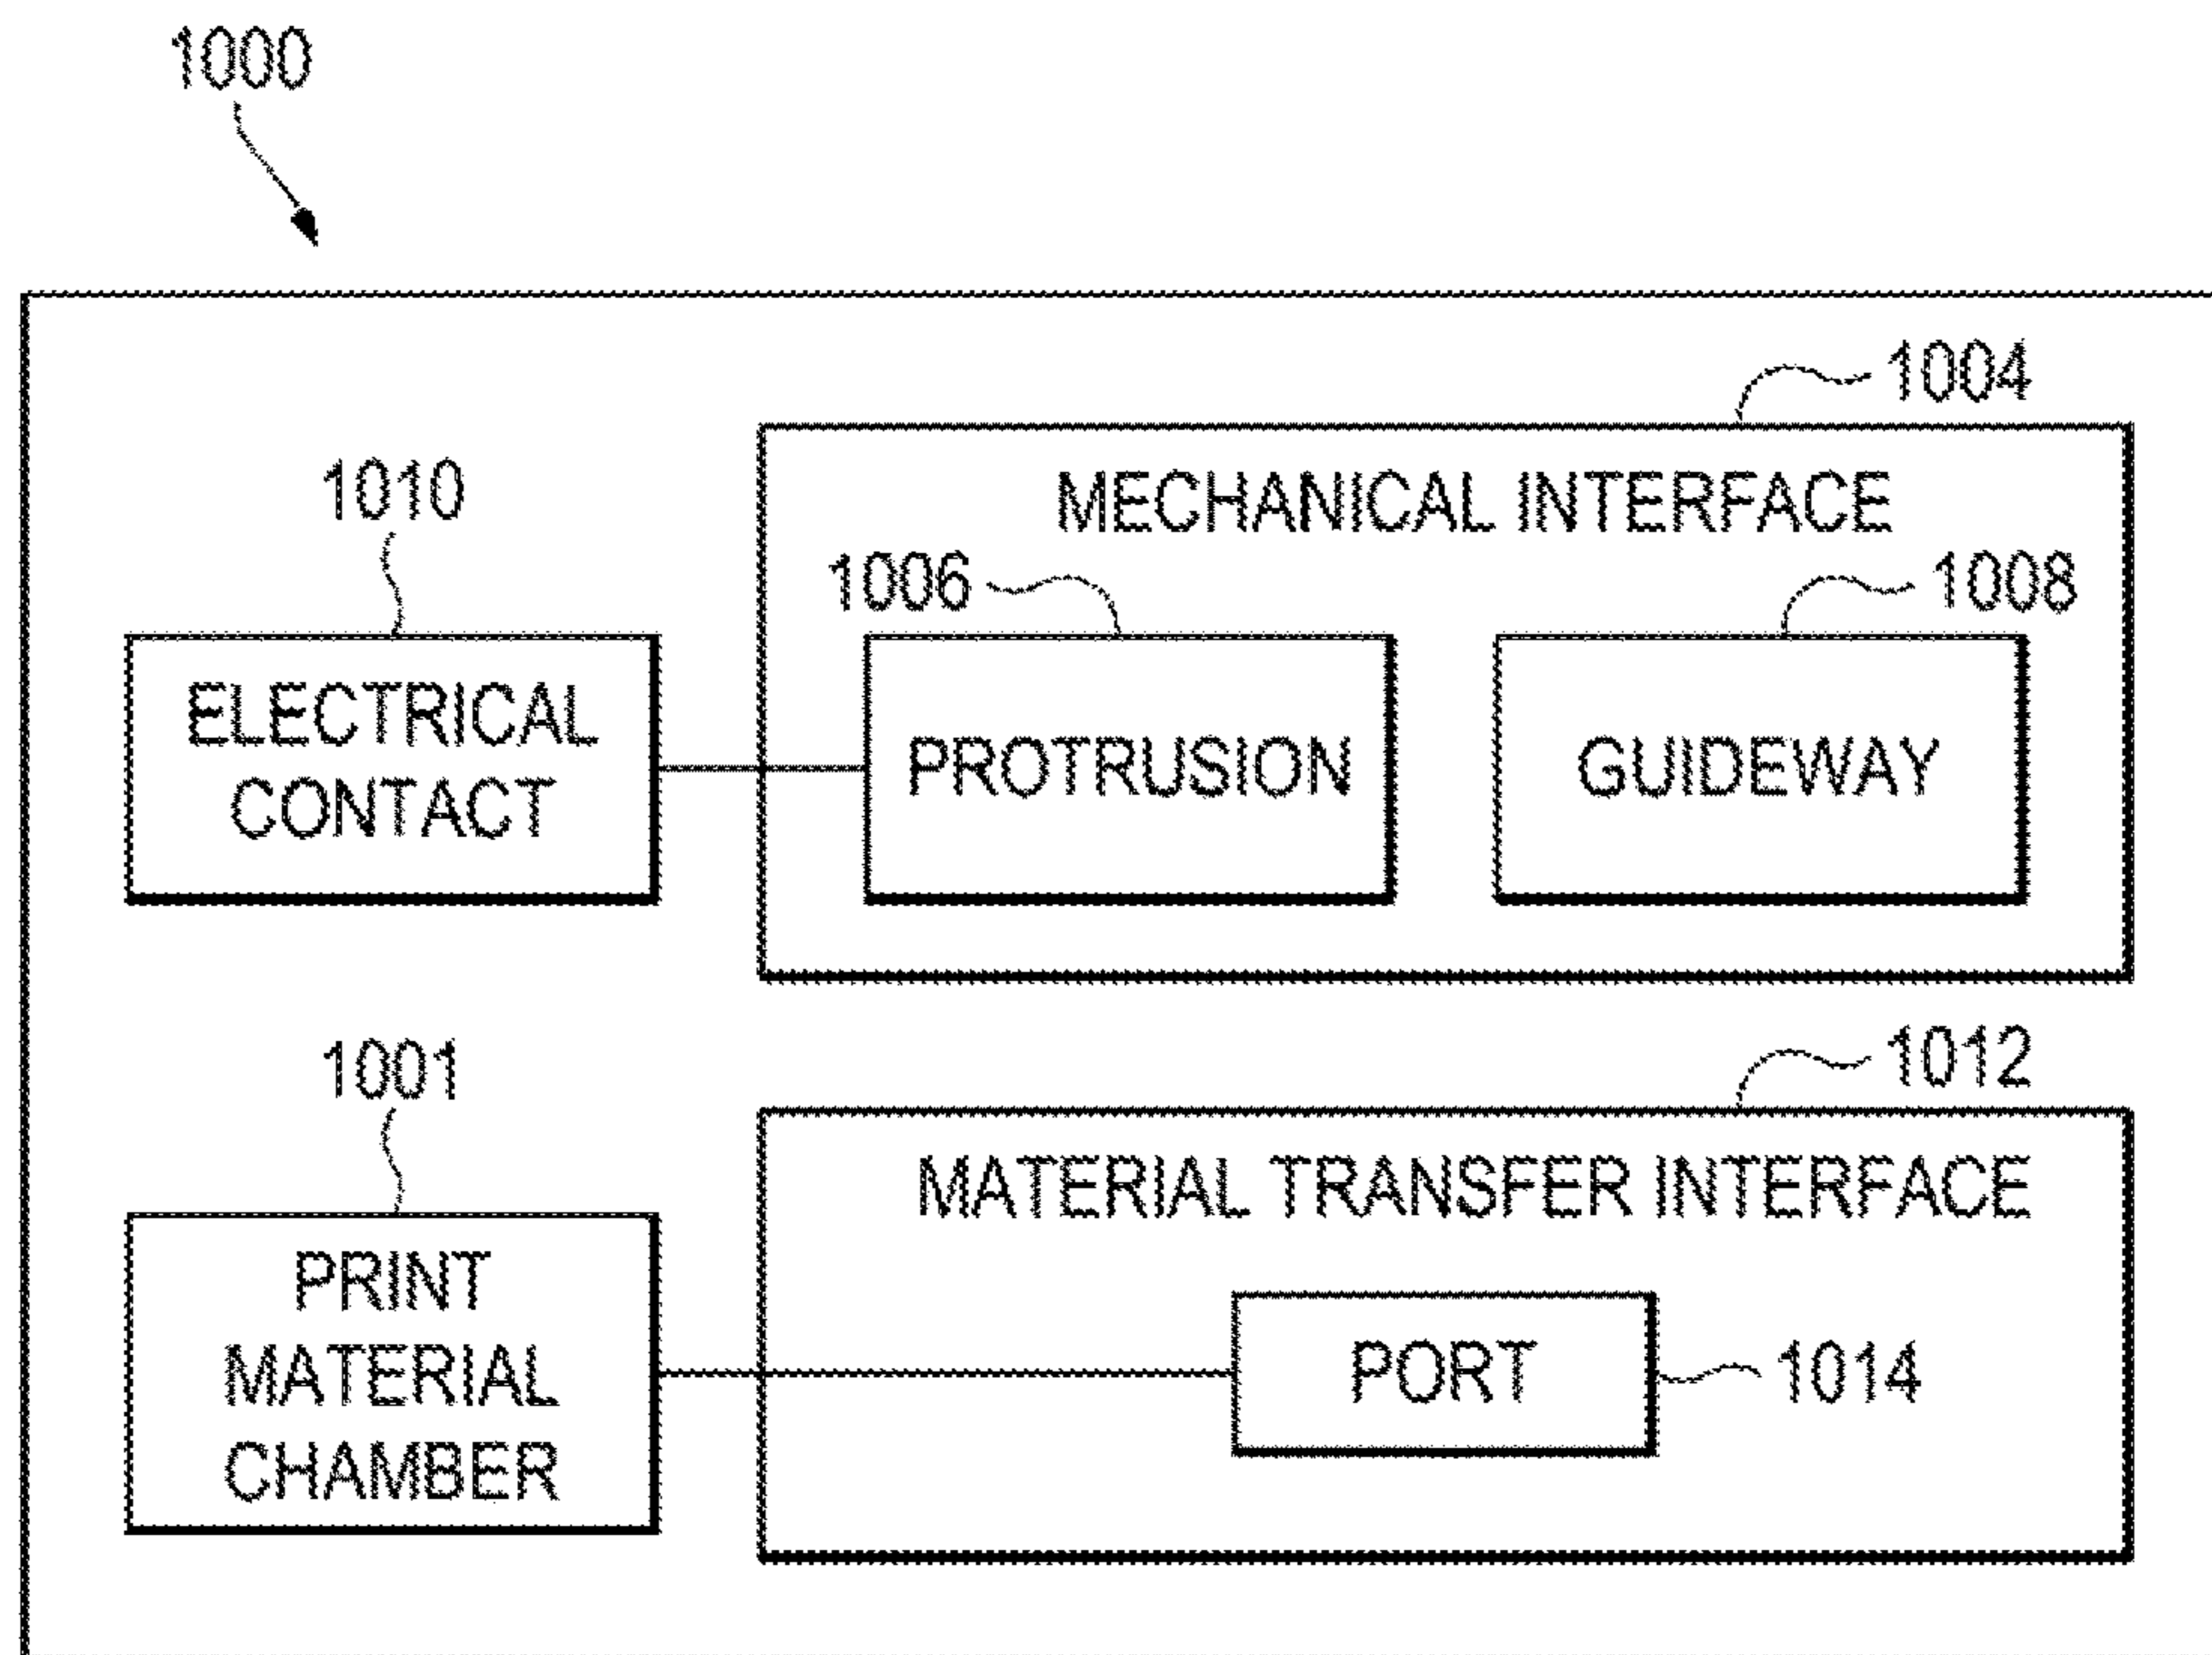 1000
1004
MECHANICAL INTERFACE
1010
1006
1008
ELECTRICAL
CONTACT
PROTRUSION
GUIDEWAY
1001
1012
MATERIAL TRANSFER INTERFACE
PRINT
MATERIAL
CHAMBER
PORT
1014